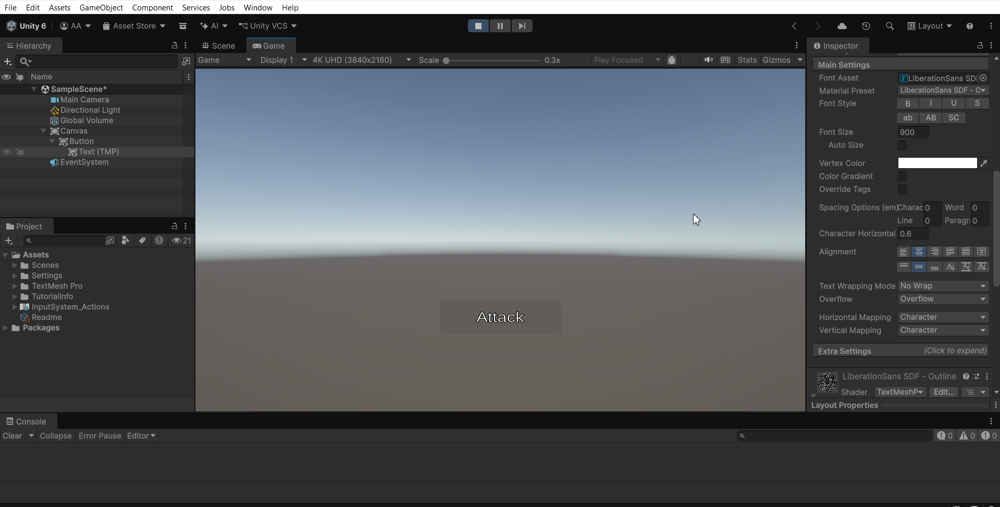 File Edit Assets GameObject Component Services Jobs Window Help
Unity 6 AA Asset Store AI Unity VCS Layout
Hierarchy
Name
SampleScene*
Main Camera
Directional Light
Global Volume
Canvas
Button
Text (TMP)
EventSystem
Project
21
Assets
Scenes
Settings
TextMesh Pro
TutorialInfo
InputSystem_Actions
Readme
Packages
Scene Game
Game Display 1 4K UHD (3840x2160) Scale 0.3x Play Focused Stats Gizmos
Attack
Inspector
Main Settings
Font Asset LiberationSans SD
Material Preset LiberationSans SDF - O
Font Style B I U S
ab AB SC
Font Size 900
Auto Size
Vertex Color
Color Gradient
Override Tags
Spacing Options (em) Charac 0 Word 0
Line 0 Paragra 0
Character Horizontal 0.6
Alignment
Text Wrapping Mode No Wrap
Overflow Overflow
Horizontal Mapping Character
Vertical Mapping Character
Extra Settings (Click to expand)
LiberationSans SDF - Outline
Shader TextMeshP Edit...
Layout Properties
Console
Clear Collapse Error Pause Editor 0 0 0